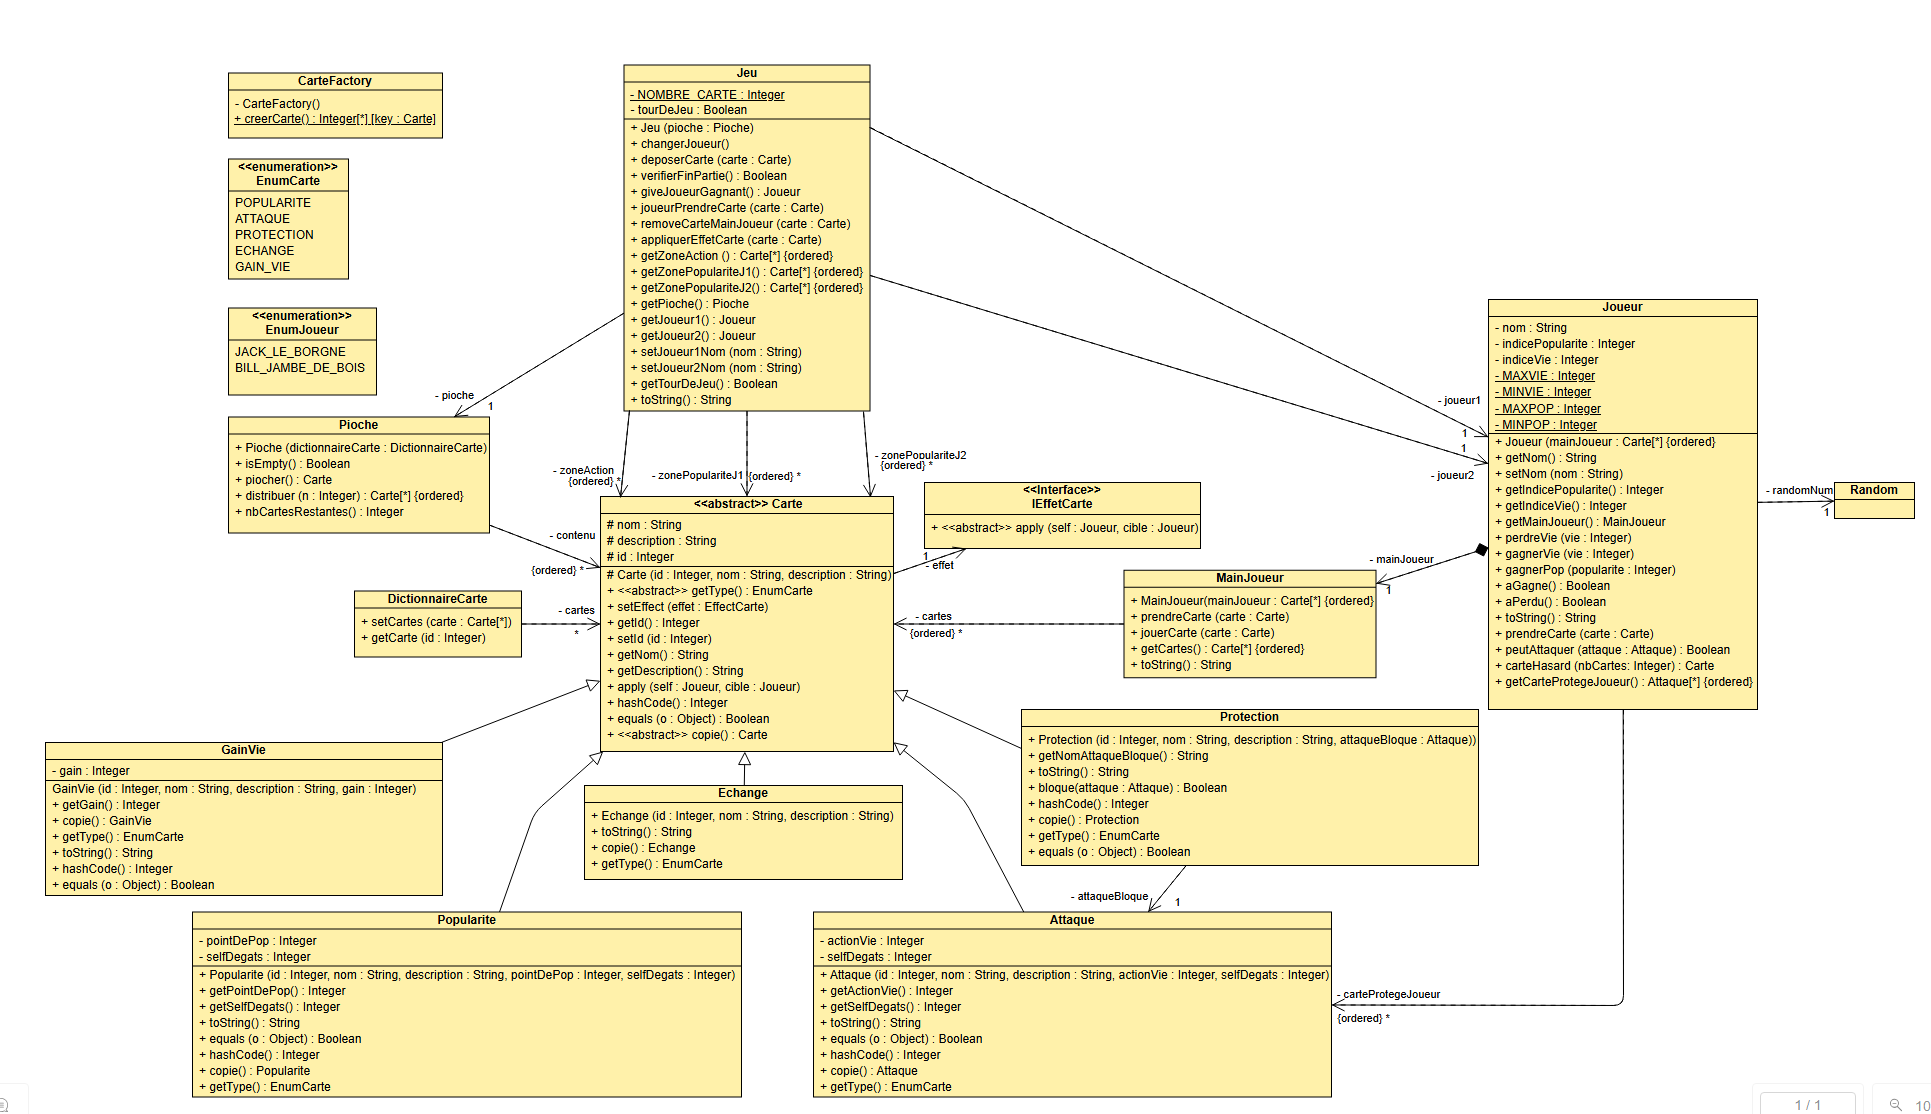 CarteFactory
- CarteFactory()
+ creerCarte() : Integer[*] [key : Carte]
<<enumeration>>
EnumCarte
POPULARITE
ATTAQUE
PROTECTION
ECHANGE
GAIN_VIE
<<enumeration>>
EnumJoueur
JACK_LE_BORGNE
BILL_JAMBE_DE_BOIS
Jeu
- NOMBRE_CARTE : Integer
- tourDeJeu : Boolean
+ Jeu (pioche : Pioche)
+ changerJoueur()
+ deposerCarte (carte : Carte)
+ verifierFinPartie() : Boolean
+ giveJoueurGagnant() : Joueur
+ joueurPrendreCarte (carte : Carte)
+ removeCarteMainJoueur (carte : Carte)
+ appliquerEffetCarte (carte : Carte)
+ getZoneAction () : Carte[*] {ordered}
+ getZonePopulariteJ1() : Carte[*] {ordered}
+ getZonePopulariteJ2() : Carte[*] {ordered}
+ getPioche() : Pioche
+ getJoueur1() : Joueur
+ getJoueur2() : Joueur
+ setJoueur1Nom (nom : String)
+ setJoueur2Nom (nom : String)
+ getTourDeJeu() : Boolean
+ toString() : String
- pioche
1
- joueur1
1
1
- joueur2
- zoneAction
{ordered} *
- zonePopulariteJ1
{ordered} *
- zonePopulariteJ2
{ordered} *
Joueur
- nom : String
- indicePopularite : Integer
- indiceVie : Integer
- MAXVIE : Integer
- MINVIE : Integer
- MAXPOP : Integer
- MINPOP : Integer
+ Joueur (mainJoueur : Carte[*] {ordered}
+ getNom() : String
+ setNom (nom : String)
+ getIndicePopularite() : Integer
+ getIndiceVie() : Integer
+ getMainJoueur() : MainJoueur
+ perdreVie (vie : Integer)
+ gagnerVie (vie : Integer)
+ gagnerPop (popularite : Integer)
+ aGagne() : Boolean
+ aPerdu() : Boolean
+ toString() : String
+ prendreCarte (carte : Carte)
+ peutAttaquer (attaque : Attaque) : Boolean
+ carteHasard (nbCartes: Integer) : Carte
+ getCarteProtegeJoueur() : Attaque[*] {ordered}
- randomNum
1
Random
Pioche
+ Pioche (dictionnaireCarte : DictionnaireCarte)
+ isEmpty() : Boolean
+ piocher() : Carte
+ distribuer (n : Integer) : Carte[*] {ordered}
+ nbCartesRestantes() : Integer
- contenu
{ordered} *
<<abstract>> Carte
# nom : String
# description : String
# id : Integer
# Carte (id : Integer, nom : String, description : String)
+ <<abstract>> getType() : EnumCarte
+ setEffect (effet : EffectCarte)
+ getId() : Integer
+ setId (id : Integer)
+ getNom() : String
+ getDescription() : String
+ apply (self : Joueur, cible : Joueur)
+ hashCode() : Integer
+ equals (o : Object) : Boolean
+ <<abstract>> copie() : Carte
<<Interface>>
IEffetCarte
+ <<abstract>> apply (self : Joueur, cible : Joueur)
1
- effet
- mainJoueur
1
MainJoueur
+ MainJoueur(mainJoueur : Carte[*] {ordered}
+ prendreCarte (carte : Carte)
+ jouerCarte (carte : Carte)
+ getCartes() : Carte[*] {ordered}
+ toString() : String
- cartes
{ordered} *
DictionnaireCarte
+ setCartes (carte : Carte[*])
+ getCarte (id : Integer)
- cartes
*
GainVie
- gain : Integer
GainVie (id : Integer, nom : String, description : String, gain : Integer)
+ getGain() : Integer
+ copie() : GainVie
+ getType() : EnumCarte
+ toString() : String
+ hashCode() : Integer
+ equals (o : Object) : Boolean
Echange
+ Echange (id : Integer, nom : String, description : String)
+ toString() : String
+ copie() : Echange
+ getType() : EnumCarte
Protection
+ Protection (id : Integer, nom : String, description : String, attaqueBloque : Attaque))
+ getNomAttaqueBloque() : String
+ toString() : String
+ bloque(attaque : Attaque) : Boolean
+ hashCode() : Integer
+ copie() : Protection
+ getType() : EnumCarte
+ equals (o : Object) : Boolean
- attaqueBloque
1
Popularite
- pointDePop : Integer
- selfDegats : Integer
+ Popularite (id : Integer, nom : String, description : String, pointDePop : Integer, selfDegats : Integer)
+ getPointDePop() : Integer
+ getSelfDegats() : Integer
+ toString() : String
+ equals (o : Object) : Boolean
+ hashCode() : Integer
+ copie() : Popularite
+ getType() : EnumCarte
Attaque
- actionVie : Integer
- selfDegats : Integer
+ Attaque (id : Integer, nom : String, description : String, actionVie : Integer, selfDegats : Integer)
+ getActionVie() : Integer
+ getSelfDegats() : Integer
+ toString() : String
+ equals (o : Object) : Boolean
+ hashCode() : Integer
+ copie() : Attaque
+ getType() : EnumCarte
- carteProtegeJoueur
{ordered} *
1 / 1
10